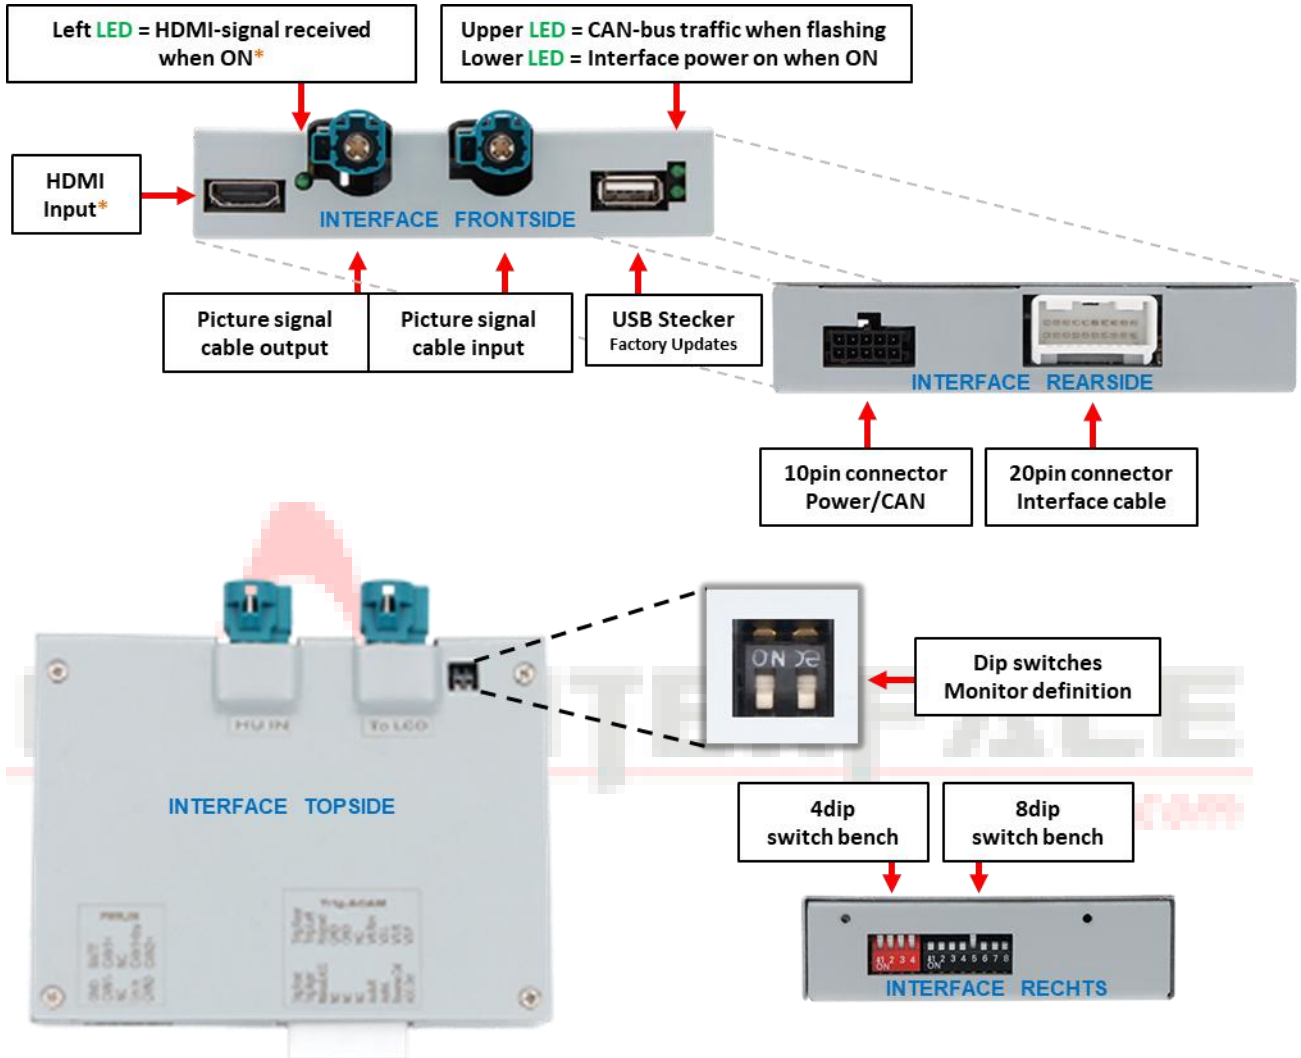 Left LED = HDMI-signal received
when ON*
Upper LED = CAN-bus traffic when flashing
Lower LED = Interface power on when ON
HDMI
Input*
INTERFACE FRONTSIDE
Picture signal
cable output
Picture signal
cable input
USB Stecker
Factory Updates
INTERFACE REARSIDE
10pin connector
Power/CAN
20pin connector
Interface cable
HU IN
To LCD
ON
Dip switches
Monitor definition
INTERFACE TOPSIDE
4dip
switch bench
8dip
switch bench
.com
1 2 3 4
ON
1 2 3 4 5 6 7 8
ON
INTERFACE RECHTS